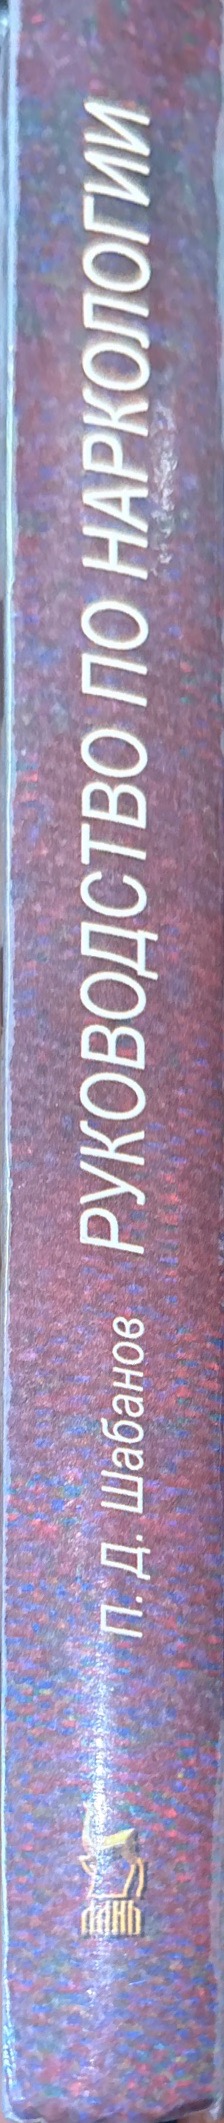 П. Д. Шабанов РУКОВОДСТВО ПО НАРКОЛОГИИ
ЛАНЬ